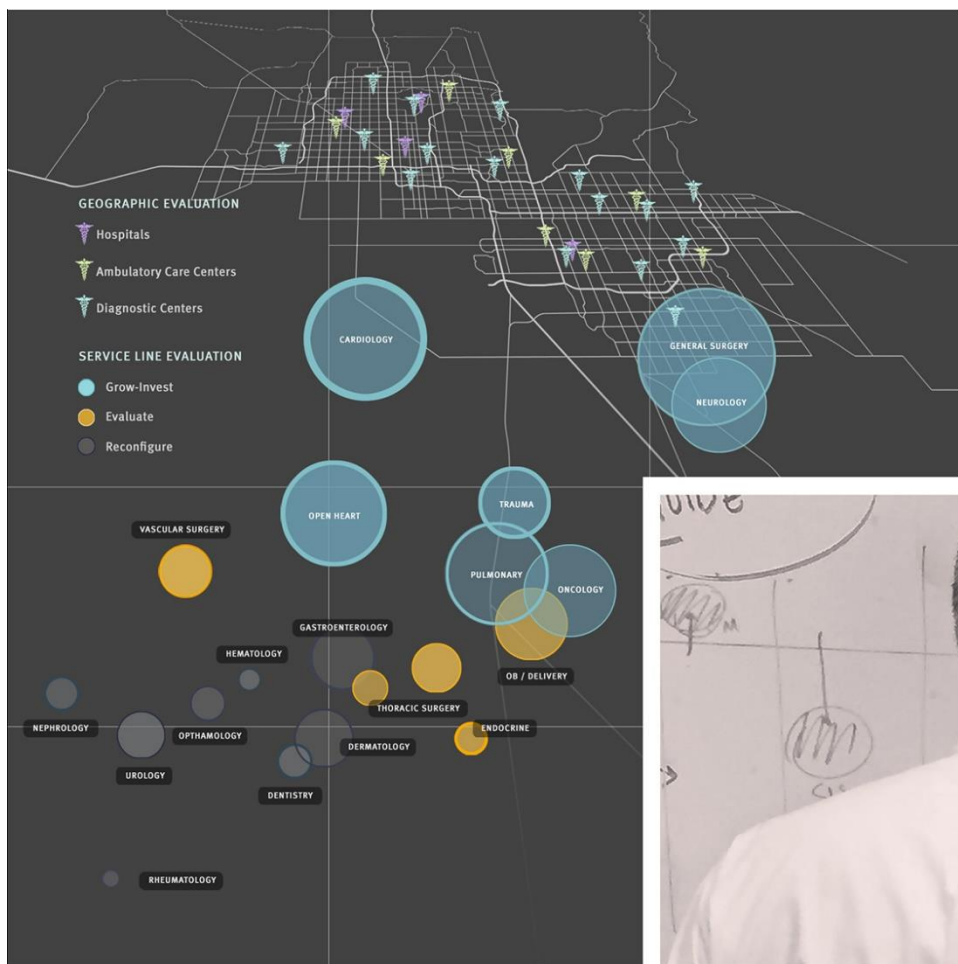 GEOGRAPHIC EVALUATION
Hospitals
Ambulatory Care Centers
Diagnostic Centers
SERVICE LINE EVALUATION
Grow-Invest
Evaluate
Reconfigure
CARDIOLOGY
GENERAL SURGERY
NEUROLOGY
OPEN HEART
TRAUMA
VASCULAR SURGERY
PULMONARY
ONCOLOGY
GASTROENTEROLOGY
HEMATOLOGY
OB / DELIVERY
THORACIC SURGERY
NEPHROLOGY
OPTHAMOLOGY
ENDOCRINE
DERMATOLOGY
UROLOGY
DENTISTRY
RHEUMATOLOGY
M